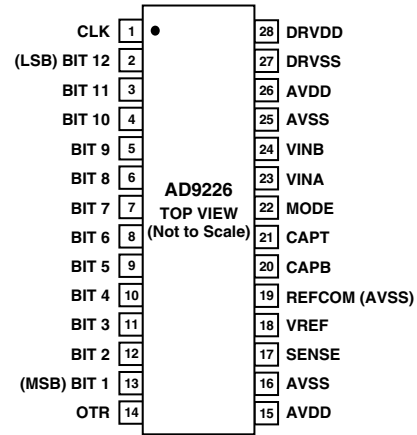 CLK 1
(LSB) BIT 12 2
BIT 11 3
BIT 10 4
BIT 9 5
BIT 8 6
BIT 7 7
BIT 6 8
BIT 5 9
BIT 4 10
BIT 3 11
BIT 2 12
(MSB) BIT 1 13
OTR 14
AD9226
TOP VIEW
(Not to Scale)
28 DRVDD
27 DRVSS
26 AVDD
25 AVSS
24 VINB
23 VINA
22 MODE
21 CAPT
20 CAPB
19 REFCOM (AVSS)
18 VREF
17 SENSE
16 AVSS
15 AVDD